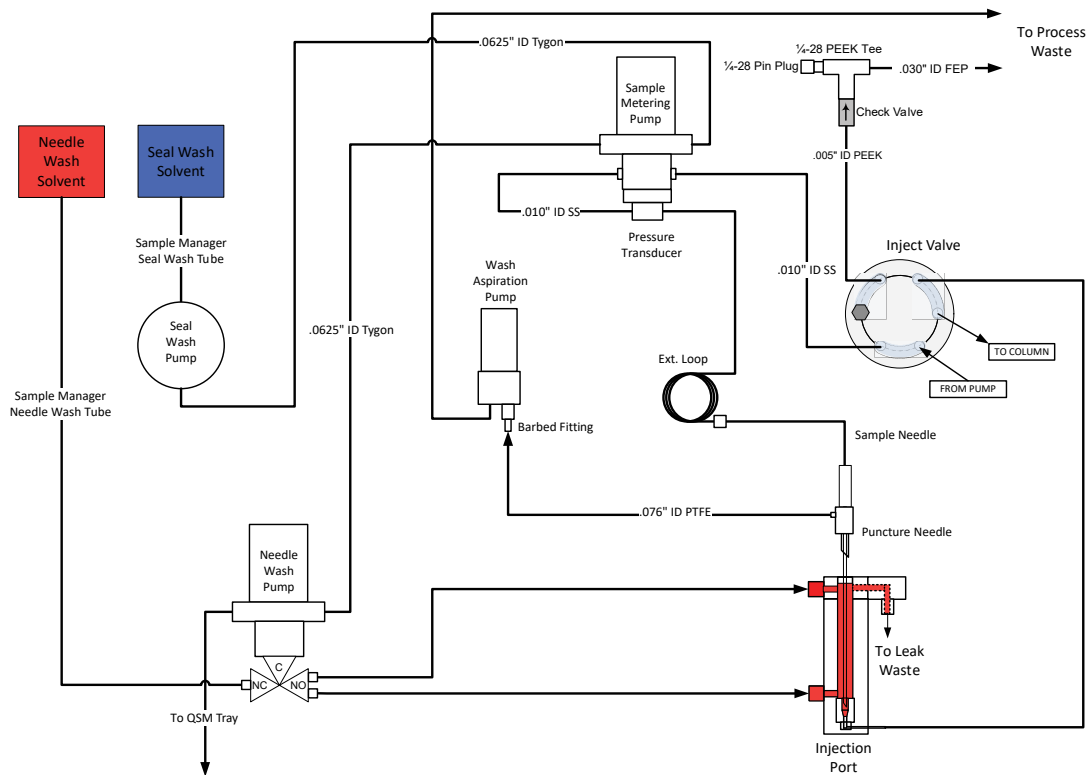 To Process
Waste
.0625" ID Tygon
¼-28 PEEK Tee
¼-28 Pin Plug
.030" ID FEP
Sample
Metering
Pump
Check Valve
Needle
Wash
Solvent
Seal Wash
Solvent
.005" ID PEEK
.010" ID SS
Pressure
Transducer
Sample Manager
Seal Wash Tube
Inject Valve
Wash
Aspiration
Pump
.010" ID SS
Seal
Wash
Pump
.0625" ID Tygon
TO COLUMN
Ext. Loop
FROM PUMP
Sample Manager
Needle Wash Tube
Barbed Fitting
Sample Needle
.076" ID PTFE
Puncture Needle
Needle
Wash
Pump
To Leak
Waste
C
NC
NO
To QSM Tray
Injection
Port